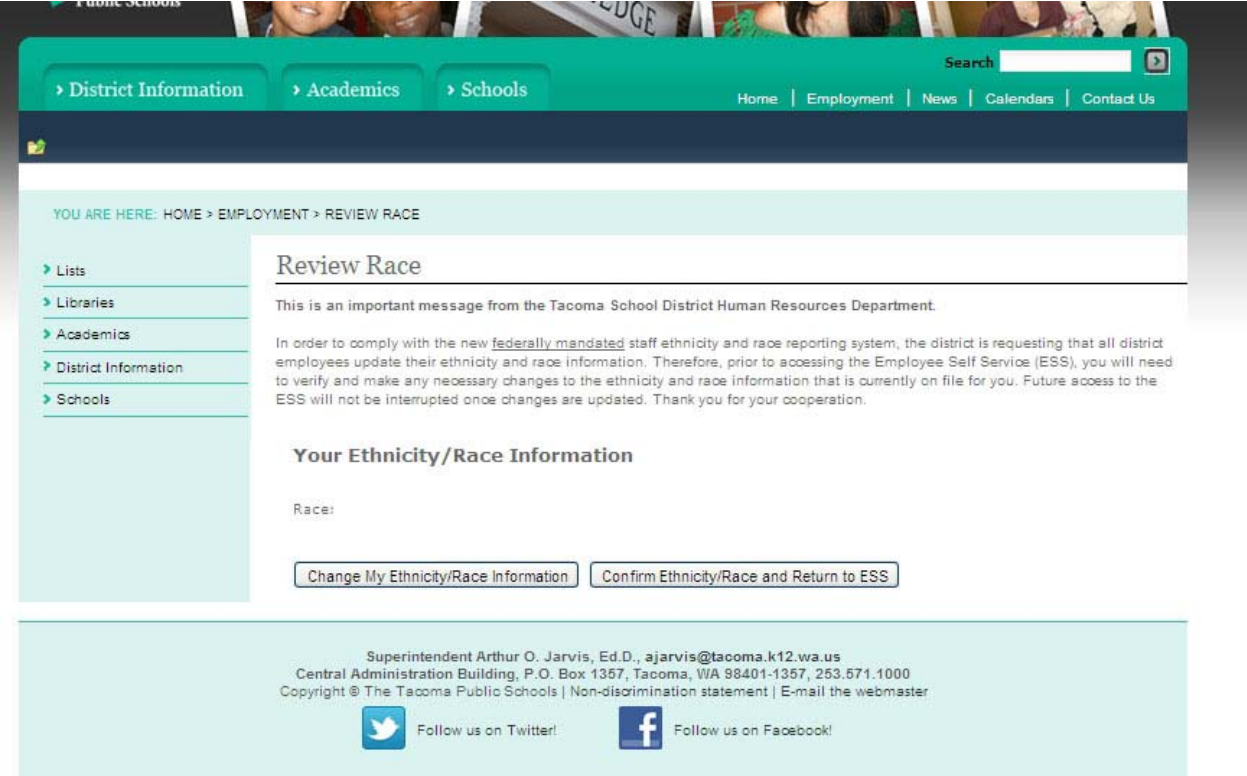 Public Schools
EDGE
Search
› District Information › Academics › Schools
Home | Employment | News | Calendars | Contact Us
YOU ARE HERE: HOME > EMPLOYMENT > REVIEW RACE
Lists
Libraries
Academics
District Information
Schools
Review Race
This is an important message from the Tacoma School District Human Resources Department.
In order to comply with the new federally mandated staff ethnicity and race reporting system, the district is requesting that all district
employees update their ethnicity and race information. Therefore, prior to accessing the Employee Self Service (ESS), you will need
to verify and make any necessary changes to the ethnicity and race information that is currently on file for you. Future access to the
ESS will not be interrupted once changes are updated. Thank you for your cooperation.
Your Ethnicity/Race Information
Race:
Change My Ethnicity/Race Information Confirm Ethnicity/Race and Return to ESS
Superintendent Arthur O. Jarvis, Ed.D., ajarvis@tacoma.k12.wa.us
Central Administration Building, P.O. Box 1357, Tacoma, WA 98401-1357, 253.571.1000
Copyright © The Tacoma Public Schools | Non-discrimination statement | E-mail the webmaster
Follow us on Twitter! Follow us on Facebook!